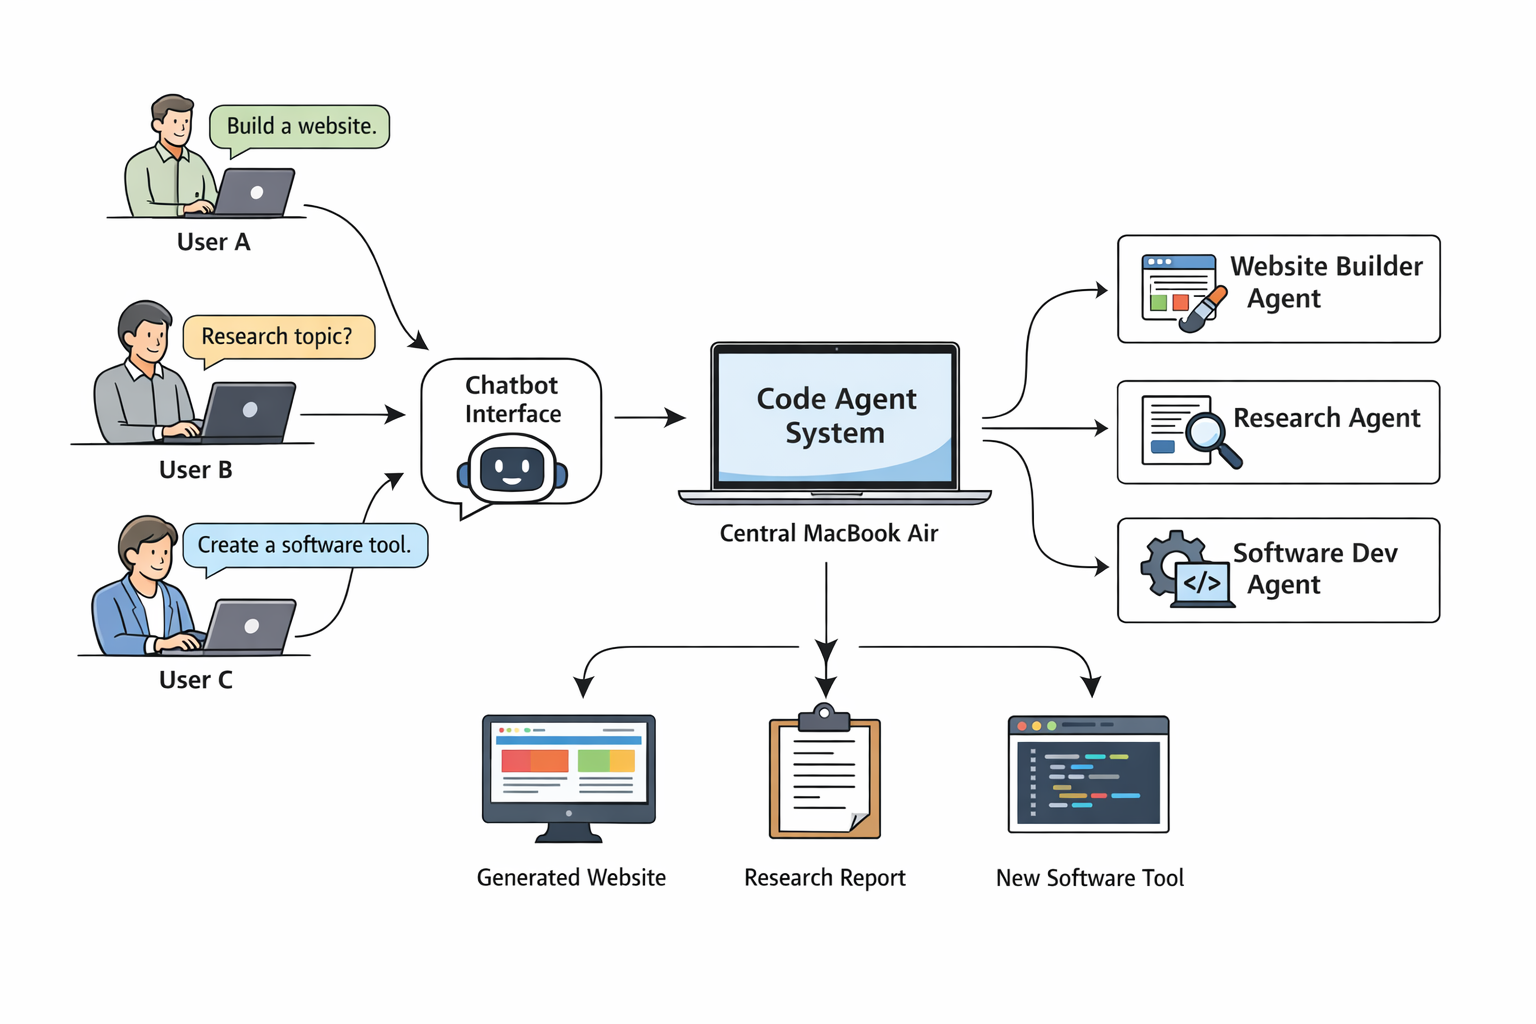 Build a website.
User A
Research topic?
User B
Create a software tool.
User C
Chatbot
Interface
Code Agent
System
Central MacBook Air
Website Builder
Agent
Research Agent
Software Dev
Agent
</>
Generated Website
Research Report
New Software Tool